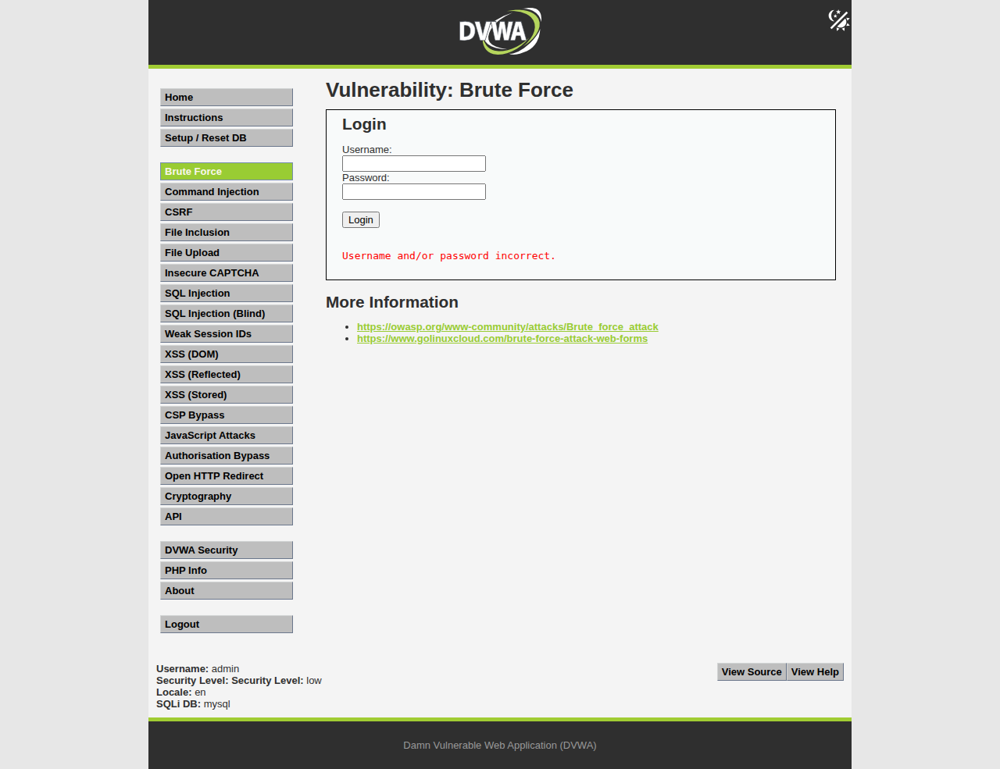 DVWA
Home
Instructions
Setup / Reset DB
Brute Force
Command Injection
CSRF
File Inclusion
File Upload
Insecure CAPTCHA
SQL Injection
SQL Injection (Blind)
Weak Session IDs
XSS (DOM)
XSS (Reflected)
XSS (Stored)
CSP Bypass
JavaScript Attacks
Authorisation Bypass
Open HTTP Redirect
Cryptography
API
DVWA Security
PHP Info
About
Logout
Vulnerability: Brute Force
Login
Username:
Password:
Login
Username and/or password incorrect.
More Information
https://owasp.org/www-community/attacks/Brute_force_attack
https://www.golinuxcloud.com/brute-force-attack-web-forms
Username: admin
Security Level: Security Level: low
Locale: en
SQLi DB: mysql
View Source
View Help
Damn Vulnerable Web Application (DVWA)